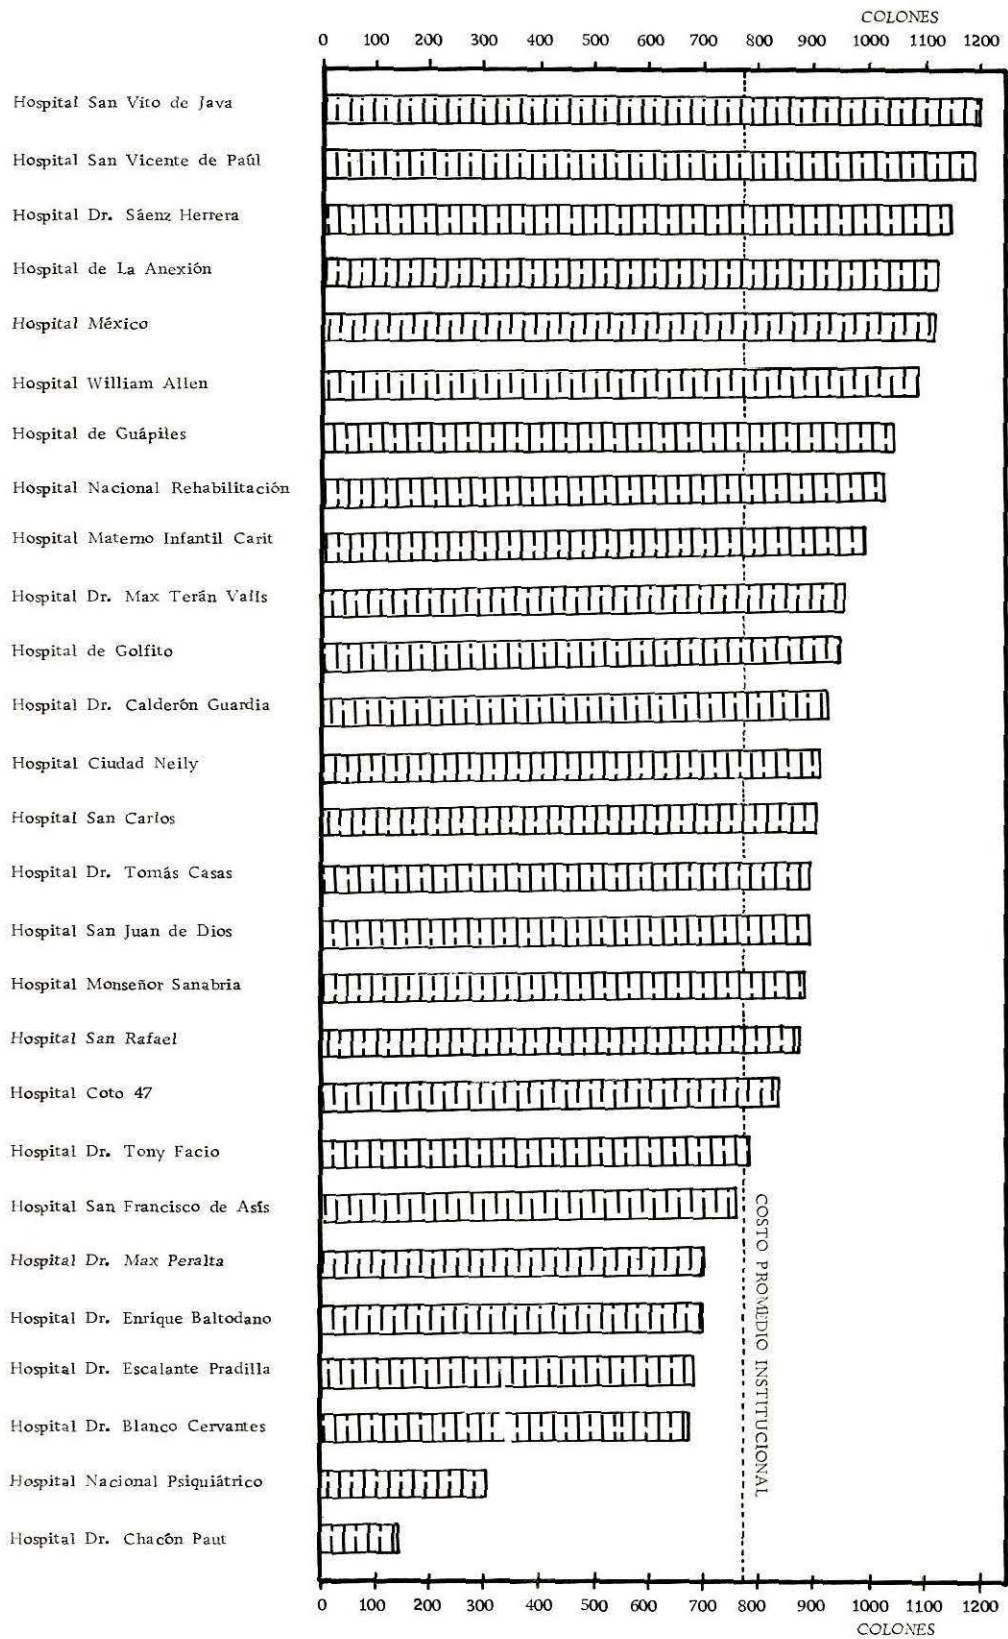 COLONES
0 100 200 300 400 500 600 700 800 900 1000 1100 1200
Hospital San Vito de Java
Hospital San Vicente de Paúl
Hospital Dr. Sáenz Herrera
Hospital de La Anexión
Hospital México
Hospital William Allen
Hospital de Guápiles
Hospital Nacional Rehabilitación
Hospital Materno Infantil Carit
Hospital Dr. Max Terán Valls
Hospital de Golfito
Hospital Dr. Calderón Guardia
Hospital Ciudad Neily
Hospital San Carlos
Hospital Dr. Tomás Casas
Hospital San Juan de Dios
Hospital Monseñor Sanabria
Hospital San Rafael
Hospital Coto 47
Hospital Dr. Tony Facio
Hospital San Francisco de Asís
Hospital Dr. Max Peralta
Hospital Dr. Enrique Baltodano
Hospital Dr. Escalante Pradilla
Hospital Dr. Blanco Cervantes
Hospital Nacional Psiquiátrico
Hospital Dr. Chacón Paut
COSTO PROMEDIO INSTITUCIONAL
0 100 200 300 400 500 600 700 800 900 1000 1100 1200
COLONES